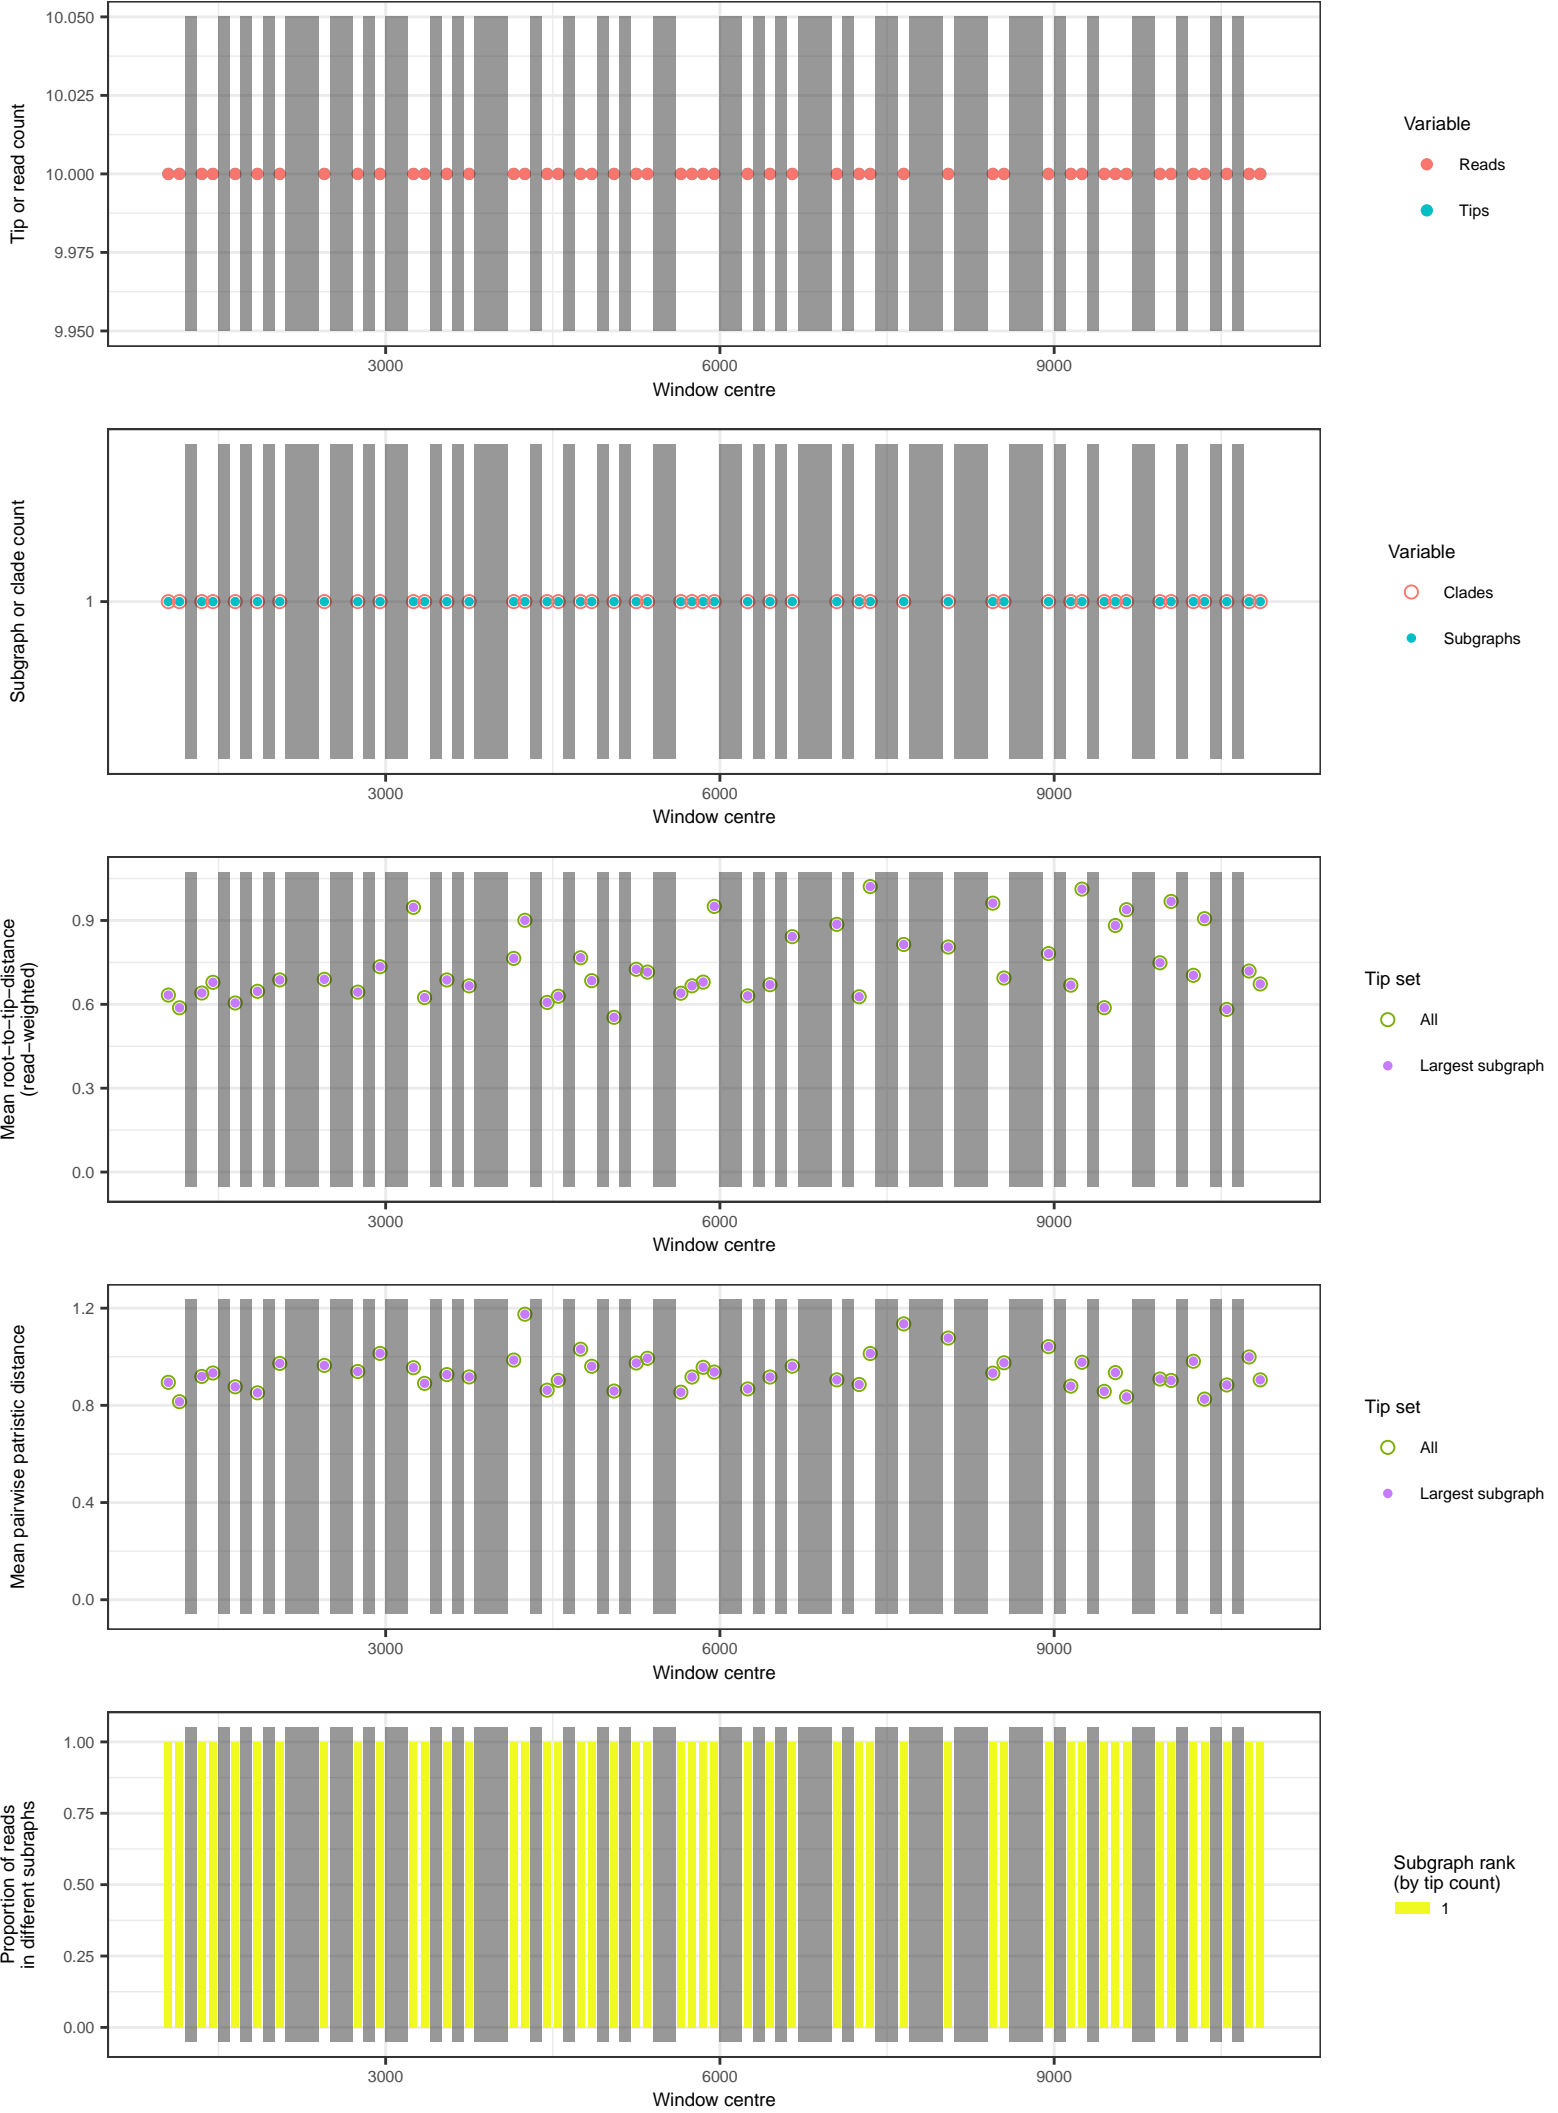 10.050
10.025
10.000
9.975
9.950
Tip or read count
3000
6000
9000
Window centre
Variable
Reads
Tips
1
Subgraph or clade count
3000
6000
9000
Window centre
Variable
Clades
Subgraphs
0.9
0.6
0.3
0.0
Mean root−to−tip−distance
(read−weighted)
3000
6000
9000
Window centre
Tip set
All
Largest subgraph
1.2
0.8
0.4
0.0
Mean pairwise patristic distance
3000
6000
9000
Window centre
Tip set
All
Largest subgraph
1.00
0.75
0.50
0.25
0.00
Proportion of reads
in different subraphs
3000
6000
9000
Window centre
Subgraph rank
(by tip count)
1